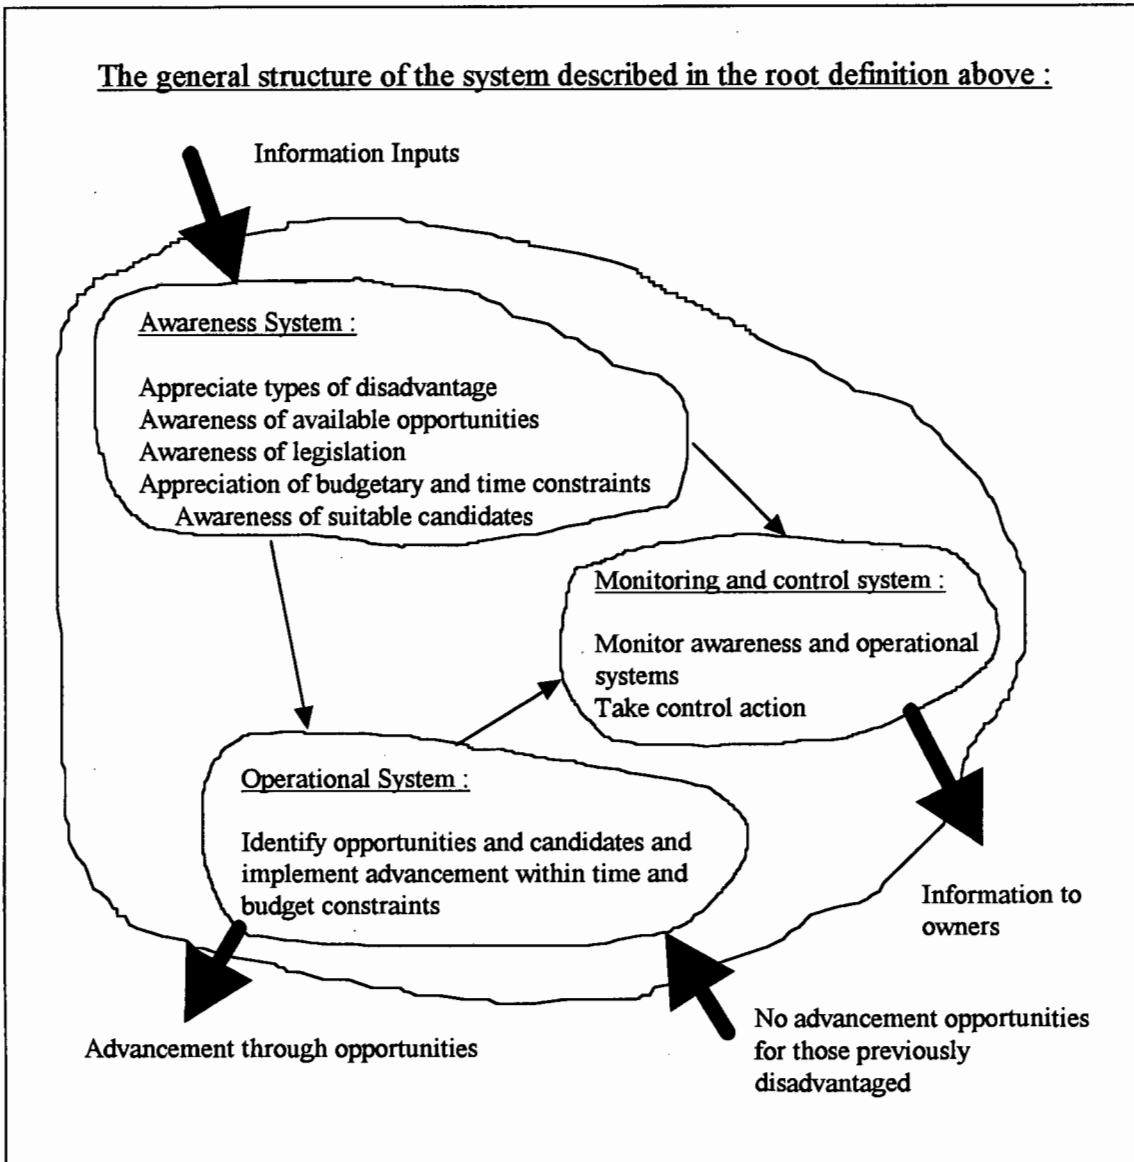 The general structure of the system described in the root definition above :
Information Inputs
Awareness System :
Appreciate types of disadvantage
Awareness of available opportunities
Awareness of legislation
Appreciation of budgetary and time constraints
Awareness of suitable candidates
Monitoring and control system :
Monitor awareness and operational
systems
Take control action
Operational System :
Identify opportunities and candidates and
implement advancement within time and
budget constraints
Information to
owners
Advancement through opportunities
No advancement opportunities
for those previously
disadvantaged